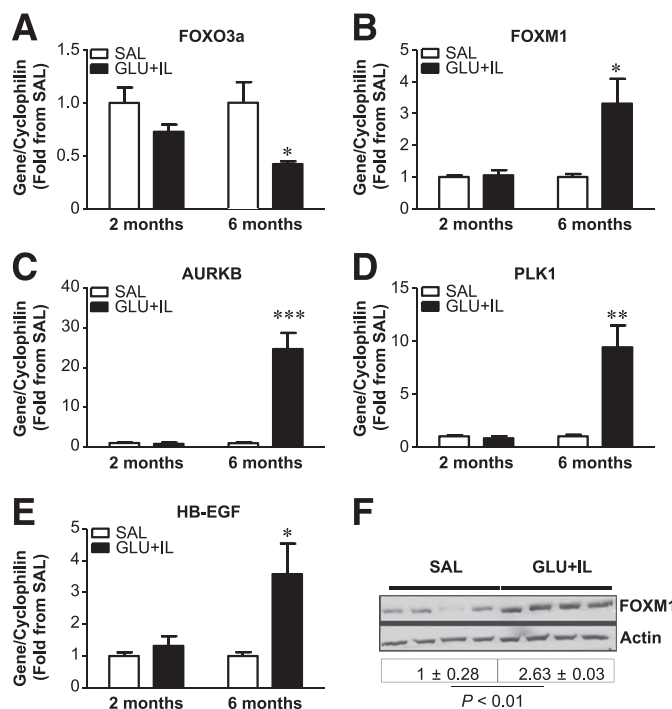 A
FOXO3a
SAL
GLU+IL
Gene/Cyclophilin
(Fold from SAL)
1.5
1.0
0.5
0
*
2 months
6 months
B
FOXM1
SAL
GLU+IL
Gene/Cyclophilin
(Fold from SAL)
5
4
3
2
1
0
*
2 months
6 months
C
AURKB
SAL
GLU+IL
Gene/Cyclophilin
(Fold from SAL)
40
30
20
10
0
***
2 months
6 months
D
PLK1
SAL
GLU+IL
Gene/Cyclophilin
(Fold from SAL)
15
10
5
0
**
2 months
6 months
E
HB-EGF
SAL
GLU+IL
Gene/Cyclophilin
(Fold from SAL)
5
4
3
2
1
0
*
2 months
6 months
F
SAL GLU+IL
FOXM1
Actin
1 ± 0.28 2.63 ± 0.03
P < 0.01